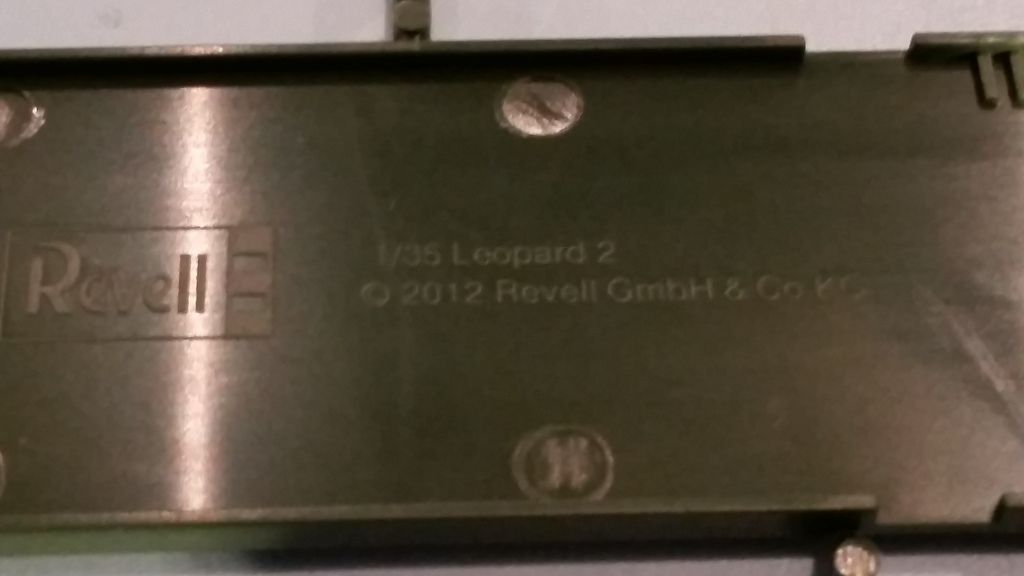 Revell
1/35 Leopard 2
© 2012 Revell GmbH & Co KG